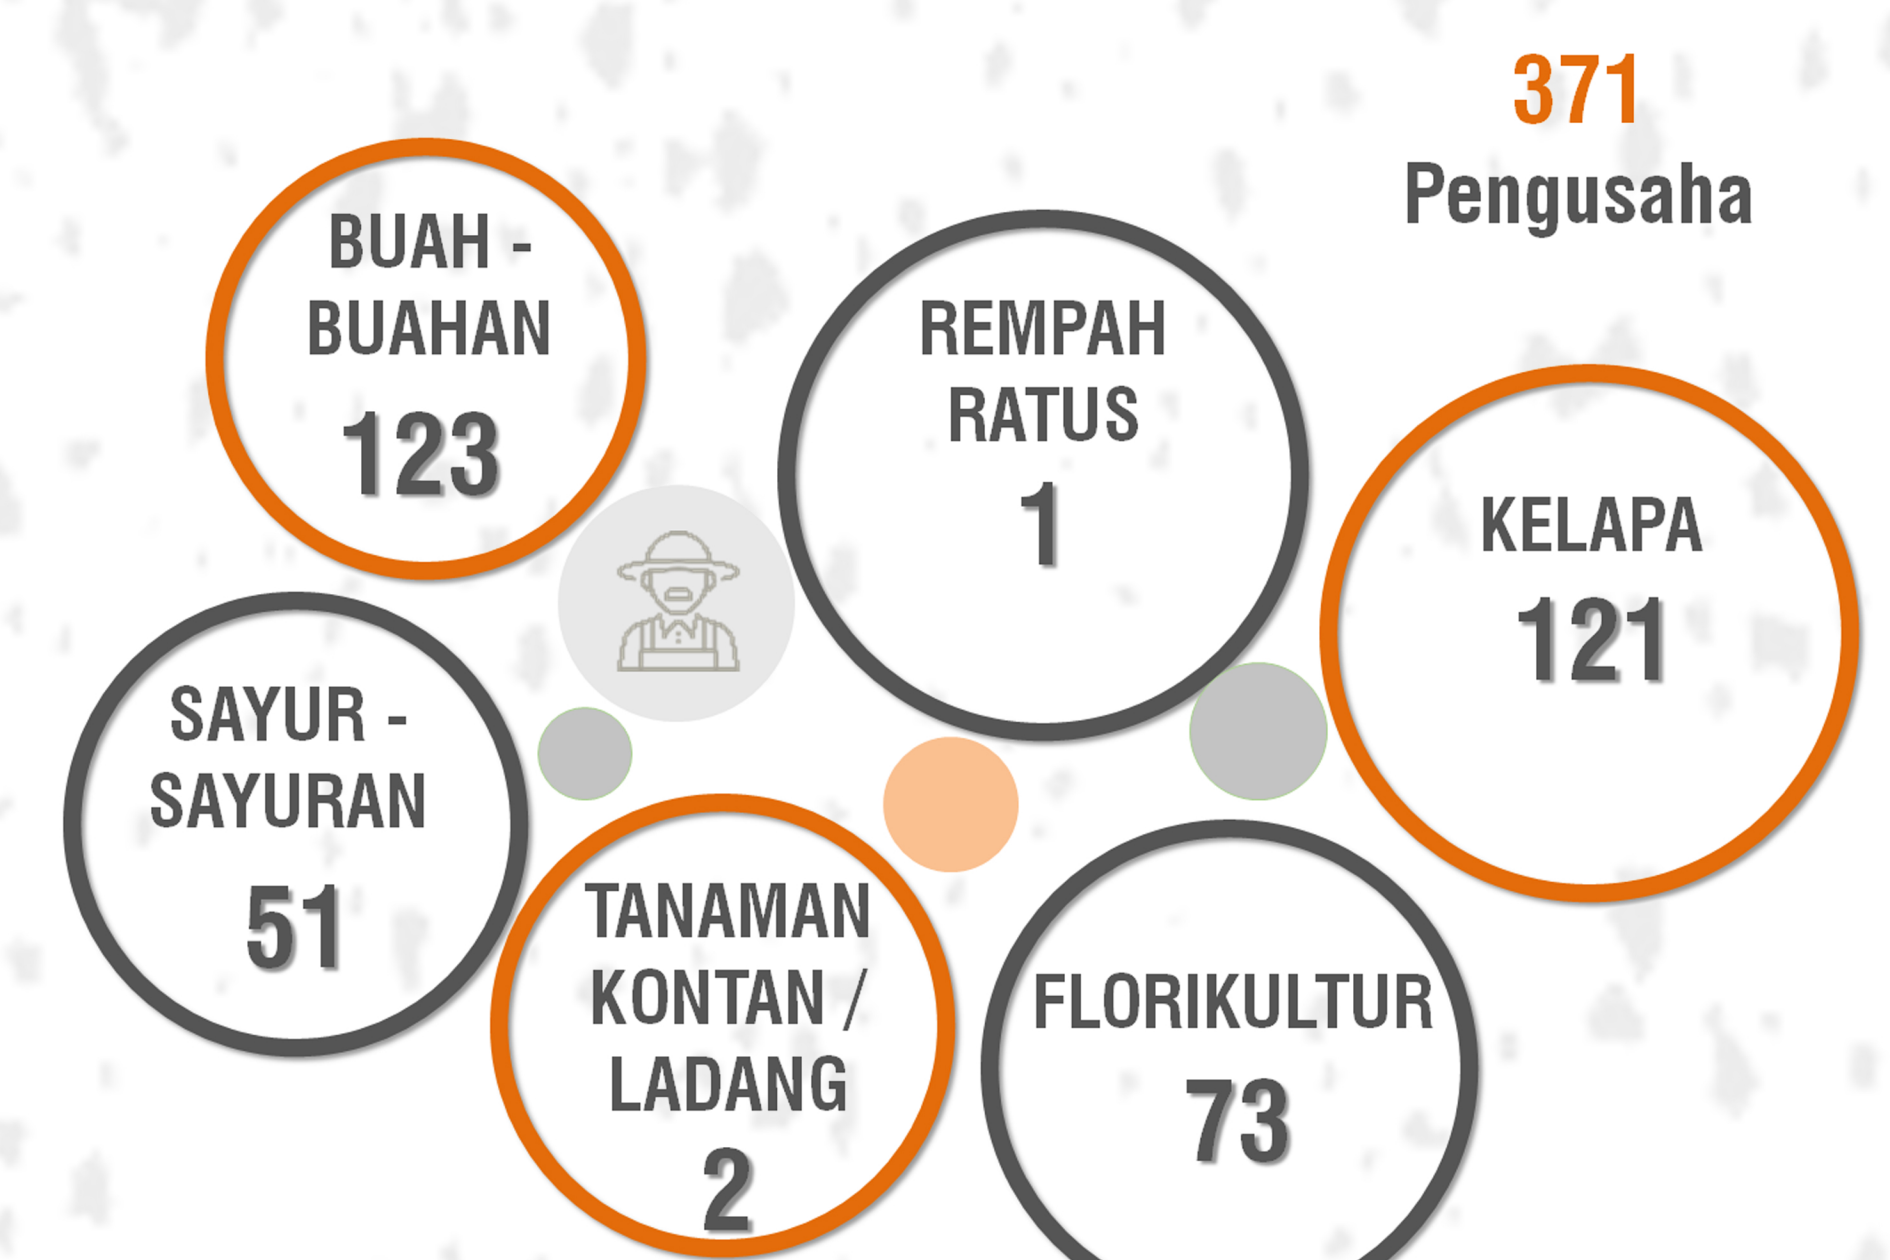 371
Pengusaha
BUAH -
BUAHAN
123
REMPAH
RATUS
1
KELAPA
121
SAYUR -
SAYURAN
51
TANAMAN
KONTAN /
LADANG
2
FLORIKULTUR
73